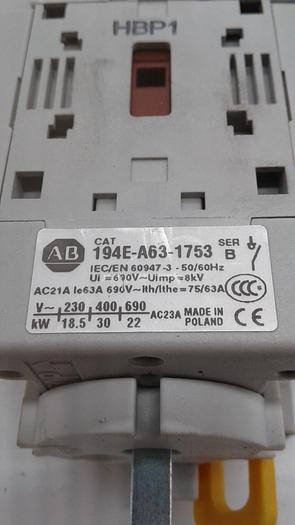 HBP1
AB CAT 194E-A63-1753 SER B
IEC/EN 60947-3 - 50/60Hz
Ui =690V~Uimp=8kV
AC21A Ie63A 690V~Ith/Ithe=75/63A
V~ 230 400 690
kW 18.5 30 22 AC23A MADE IN POLAND
CCC